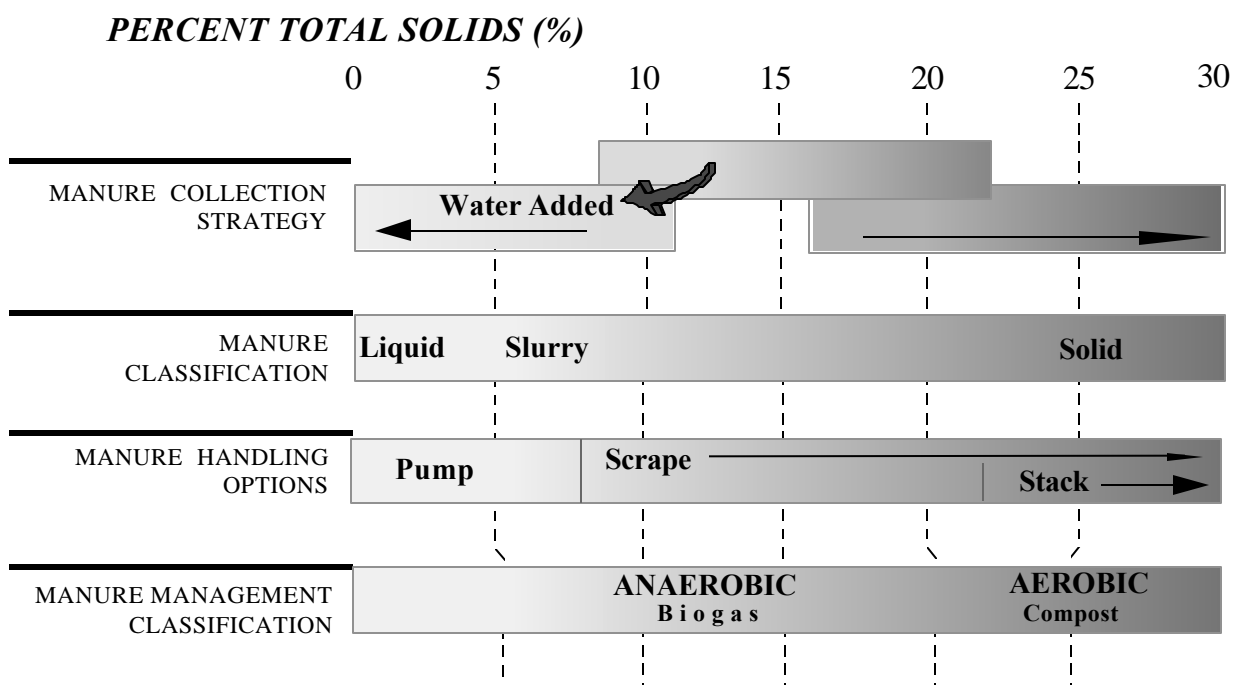 PERCENT TOTAL SOLIDS (%)
0 5 10 15 20 25 30
MANURE COLLECTION
STRATEGY
Water Added
MANURE
CLASSIFICATION
Liquid Slurry Solid
MANURE HANDLING
OPTIONS
Pump Scrape Stack
MANURE MANAGEMENT
CLASSIFICATION
ANAEROBIC AEROBIC
Biogas Compost